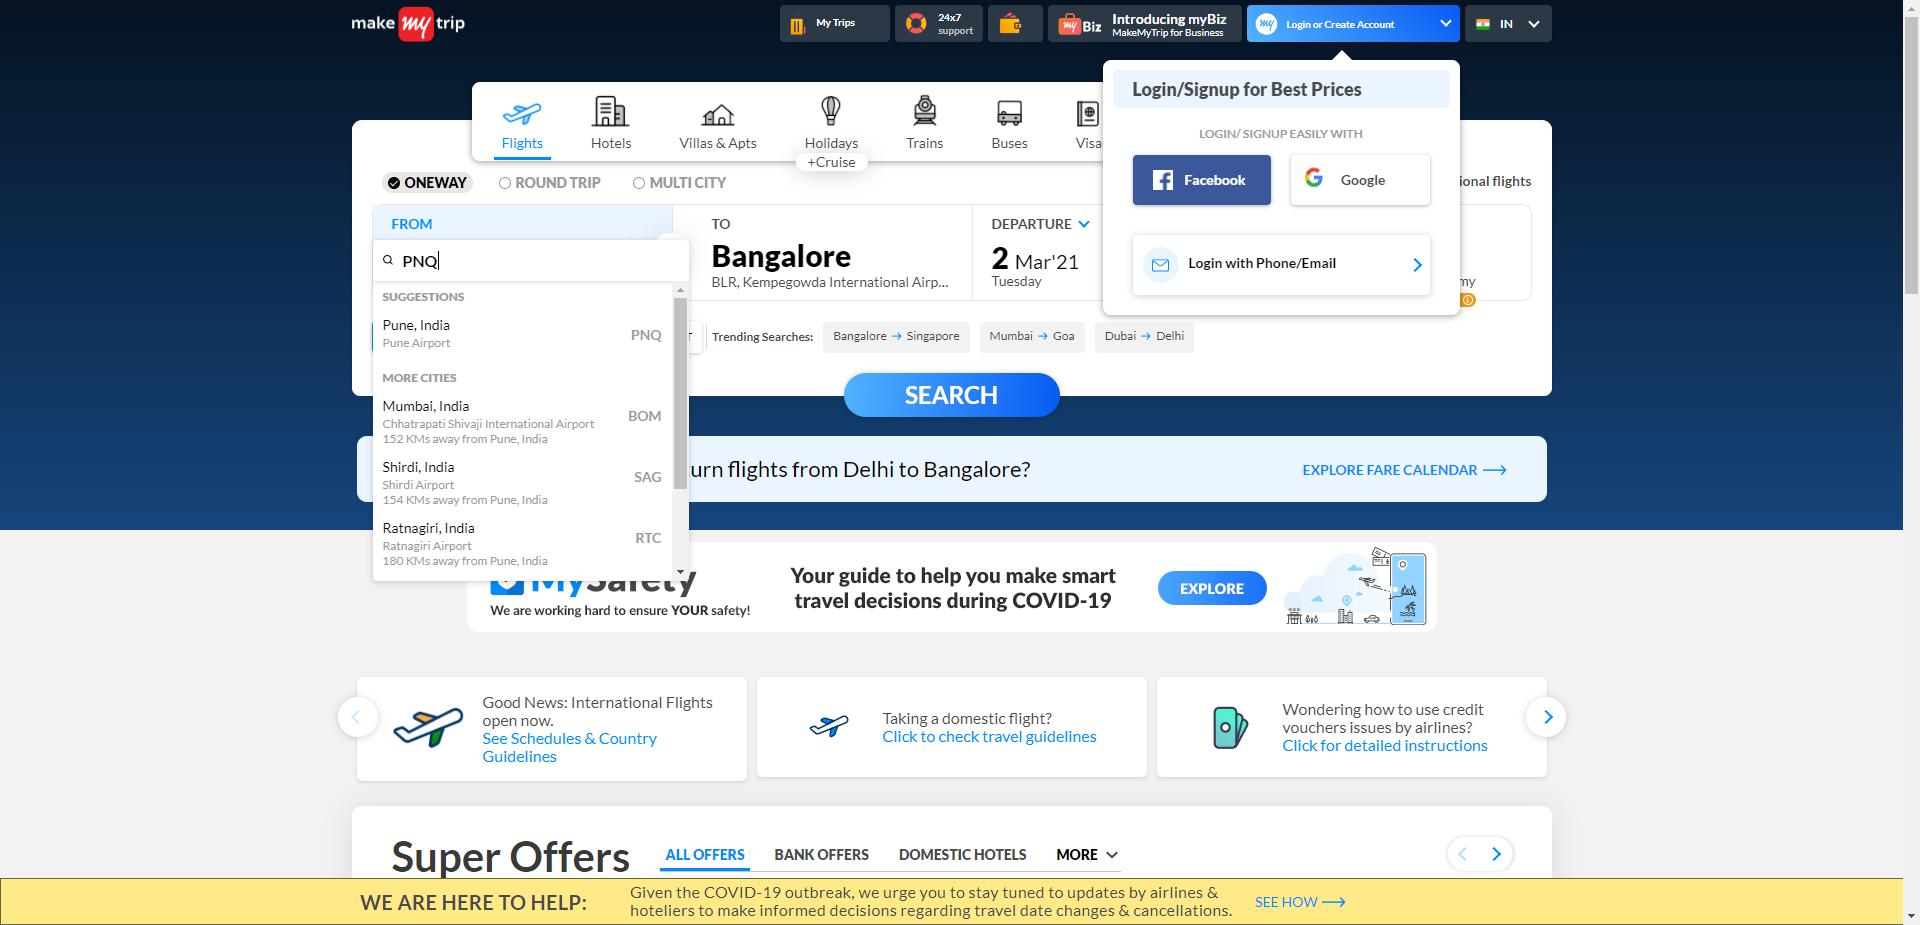 make my trip
My Trips
24x7
support
my Biz
Introducing myBiz
MakeMyTrip for Business
my
Login or Create Account
IN
Login/Signup for Best Prices
LOGIN/ SIGNUP EASILY WITH
Facebook
Google
Login with Phone/Email
Flights
Hotels
Villas & Apts
Holidays
+Cruise
Trains
Buses
Visa
ONEWAY
ROUND TRIP
MULTI CITY
ional flights
FROM
PNQ
TO
Bangalore
BLR, Kempegowda International Airp...
DEPARTURE
2 Mar'21
Tuesday
my
SUGGESTIONS
Pune, India
Pune Airport
PNQ
MORE CITIES
Mumbai, India
Chhatrapati Shivaji International Airport
152 KMs away from Pune, India
BOM
Shirdi, India
Shirdi Airport
154 KMs away from Pune, India
SAG
Ratnagiri, India
Ratnagiri Airport
180 KMs away from Pune, India
RTC
T
Trending Searches:
Bangalore → Singapore
Mumbai → Goa
Dubai → Delhi
SEARCH
urn flights from Delhi to Bangalore?
EXPLORE FARE CALENDAR
MySafety
We are working hard to ensure YOUR safety!
Your guide to help you make smart
travel decisions during COVID-19
EXPLORE
Good News: International Flights
open now.
See Schedules & Country
Guidelines
Taking a domestic flight?
Click to check travel guidelines
Wondering how to use credit
vouchers issues by airlines?
Click for detailed instructions
Super Offers
ALL OFFERS
BANK OFFERS
DOMESTIC HOTELS
MORE
WE ARE HERE TO HELP:
Given the COVID-19 outbreak, we urge you to stay tuned to updates by airlines &
hoteliers to make informed decisions regarding travel date changes & cancellations.
SEE HOW